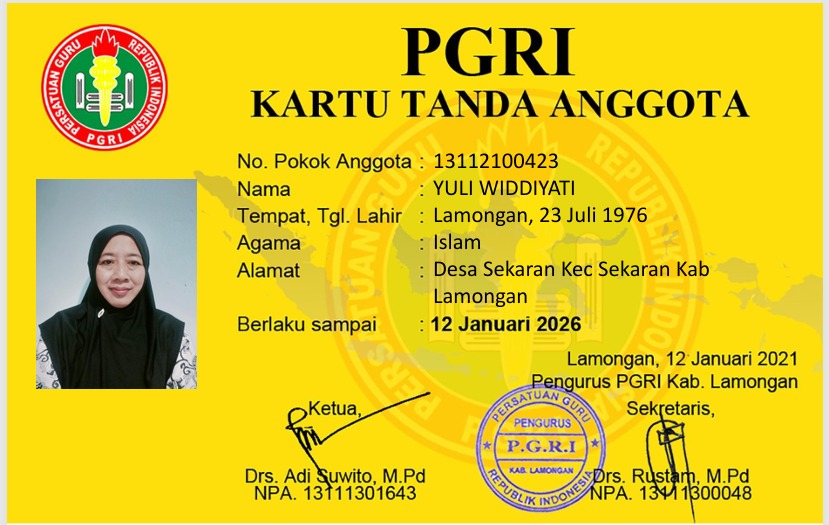 PERSATUAN GURU REPUBLIK INDONESIA
PGRI
PGRI
KARTU TANDA ANGGOTA
No. Pokok Anggota : 13112100423
Nama : YULI WIDDIYATI
Tempat, Tgl. Lahir : Lamongan, 23 Juli 1976
Agama : Islam
Alamat : Desa Sekaran Kec Sekaran Kab
Lamongan
Berlaku sampai : 12 Januari 2026
Lamongan, 12 Januari 2021
Pengurus PGRI Kab. Lamongan
Ketua,
Sekretaris,
PERSATUAN GURU
PENGURUS
P.G.R.I
KAB. LAMONGAN
REPUBLIK INDONESIA
Drs. Adi Suwito, M.Pd
NPA. 13111301643
Drs. Rustam, M.Pd
NPA. 13111300048